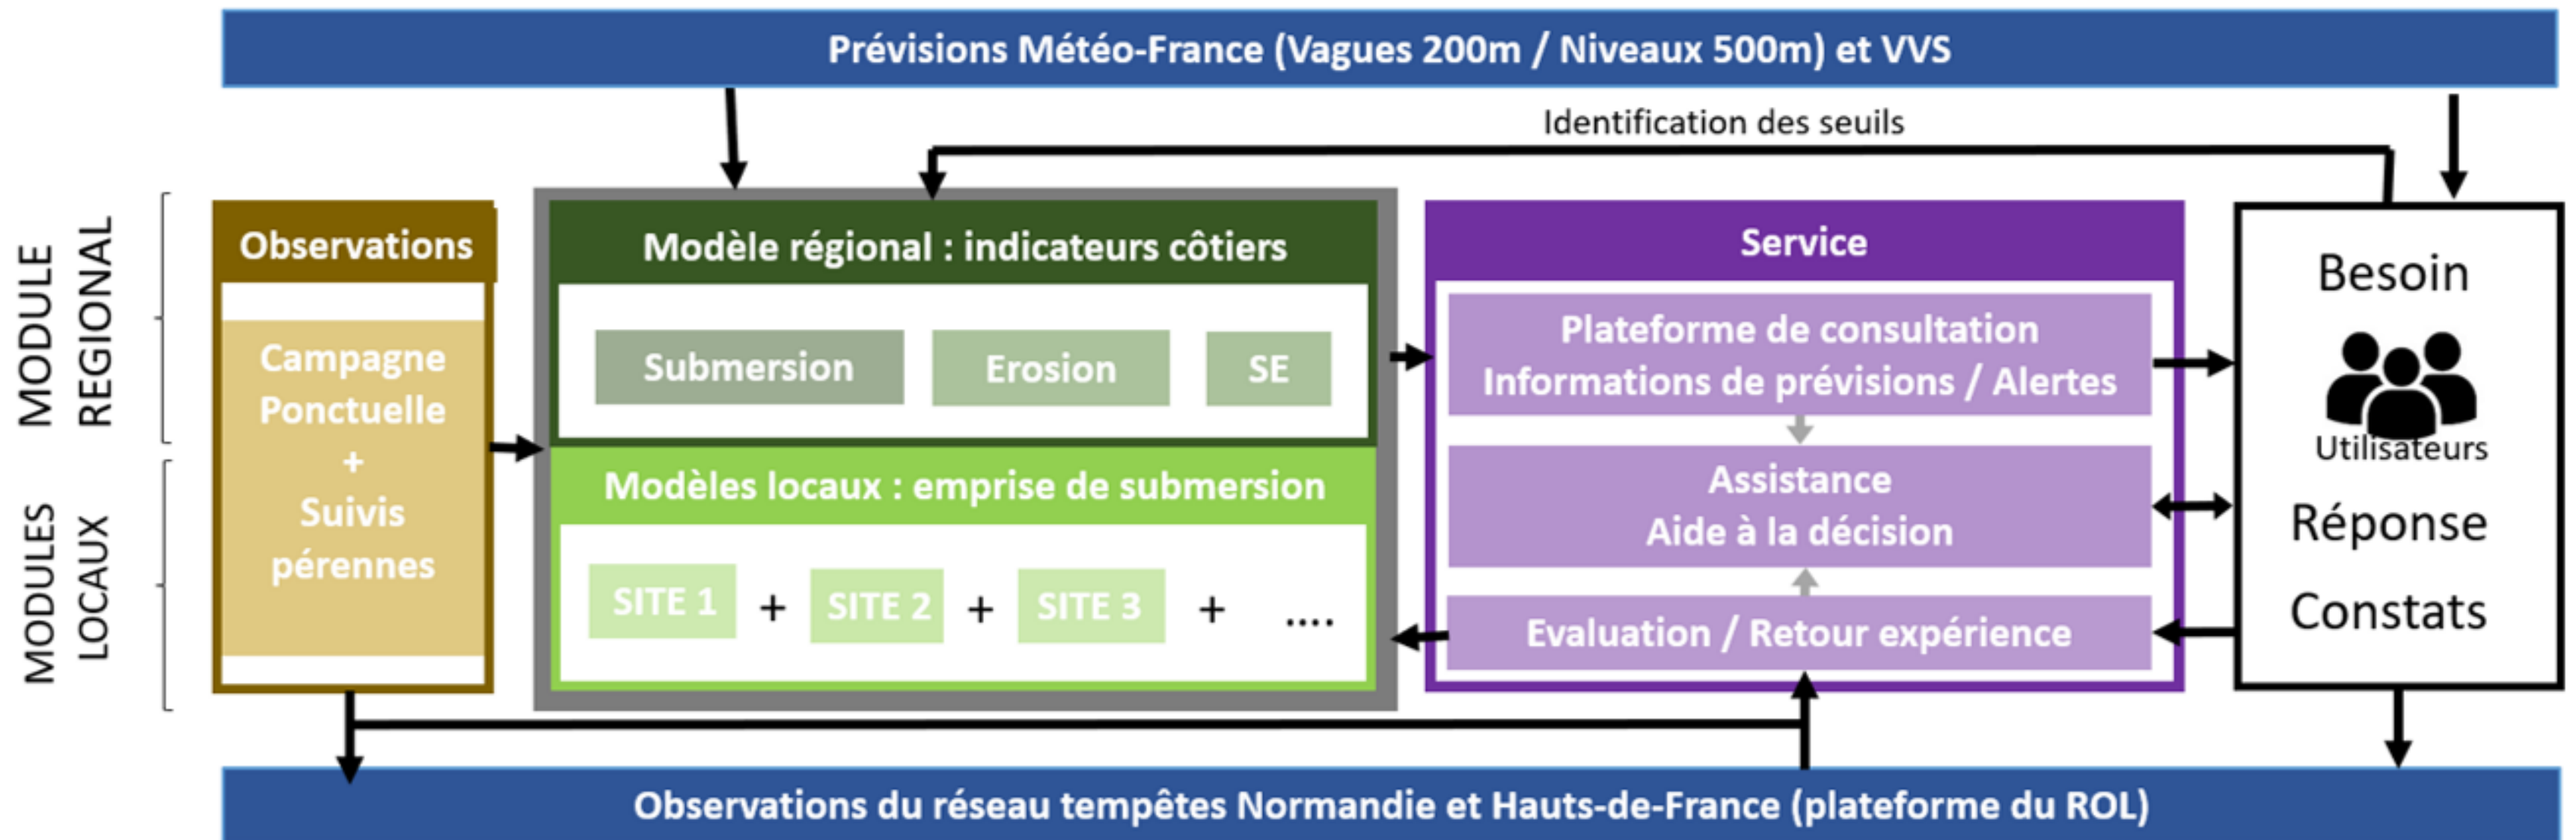 Prévisions Météo-France (Vagues 200m / Niveaux 500m) et VVS
Identification des seuils
MODULE
REGIONAL
MODULES
LOCAUX
Observations
Campagne
Ponctuelle
+
Suivis
pérennes
Modèle régional : indicateurs côtiers
Submersion
Erosion
SE
Modèles locaux : emprise de submersion
SITE 1 + SITE 2 + SITE 3 + ....
Service
Plateforme de consultation
Informations de prévisions / Alertes
Assistance
Aide à la décision
Evaluation / Retour expérience
Besoin
Utilisateurs
Réponse
Constats
Observations du réseau tempêtes Normandie et Hauts-de-France (plateforme du ROL)